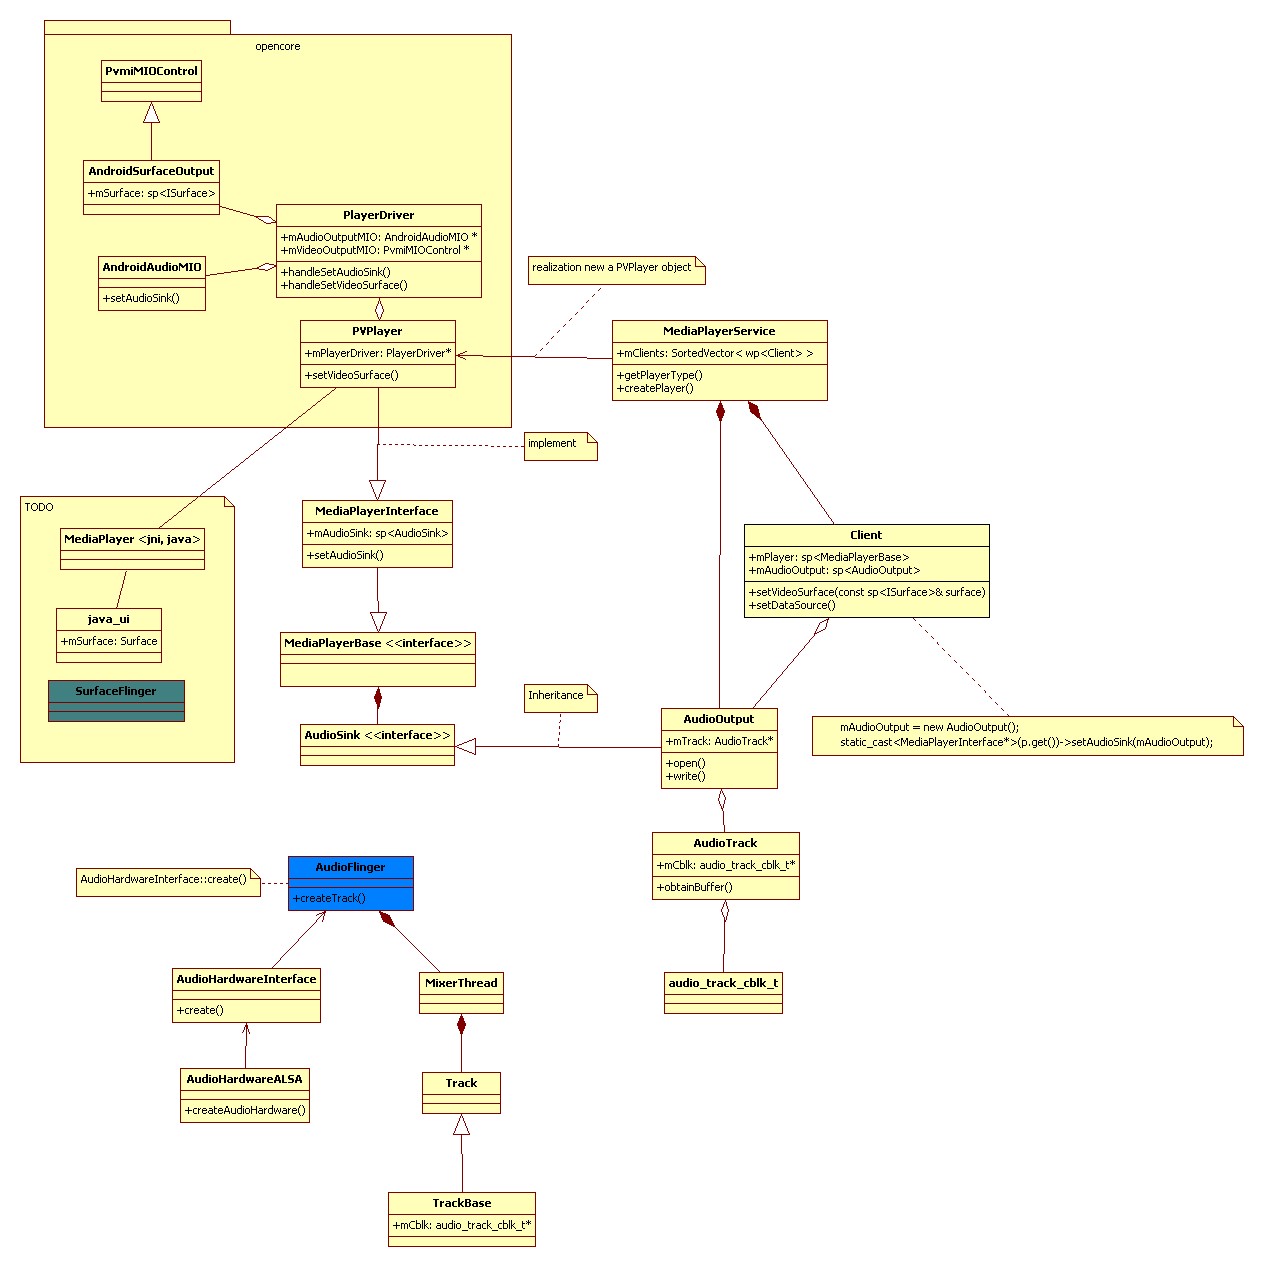 opencore
PvmiMIOControl
AndroidSurfaceOutput
+mSurface: sp<ISurface>
PlayerDriver
+mAudioOutputMIO: AndroidAudioMIO *
+mVideoOutputMIO: PvmiMIOControl *
+handleSetAudioSink()
+handleSetVideoSurface()
AndroidAudioMIO
+setAudioSink()
realization new a PVPlayer object
PVPlayer
+mPlayerDriver: PlayerDriver*
+setVideoSurface()
MediaPlayerService
+mClients: SortedVector< wp<Client> >
+getPlayerType()
+createPlayer()
implement
TODO
MediaPlayer <jni, java>
java_ui
+mSurface: Surface
SurfaceFlinger
MediaPlayerInterface
+mAudioSink: sp<AudioSink>
+setAudioSink()
Client
+mPlayer: sp<MediaPlayerBase>
+mAudioOutput: sp<AudioOutput>
+setVideoSurface(const sp<ISurface>& surface)
+setDataSource()
MediaPlayerBase <<interface>>
Inheritance
AudioSink <<interface>>
AudioOutput
+mTrack: AudioTrack*
+open()
+write()
mAudioOutput = new AudioOutput();
static_cast<MediaPlayerInterface*>(p.get())->setAudioSink(mAudioOutput);
AudioTrack
+mCblk: audio_track_cblk_t*
+obtainBuffer()
AudioHardwareInterface::create()
AudioFlinger
+createTrack()
AudioHardwareInterface
+create()
MixerThread
audio_track_cblk_t
AudioHardwareALSA
+createAudioHardware()
Track
TrackBase
+mCblk: audio_track_cblk_t*